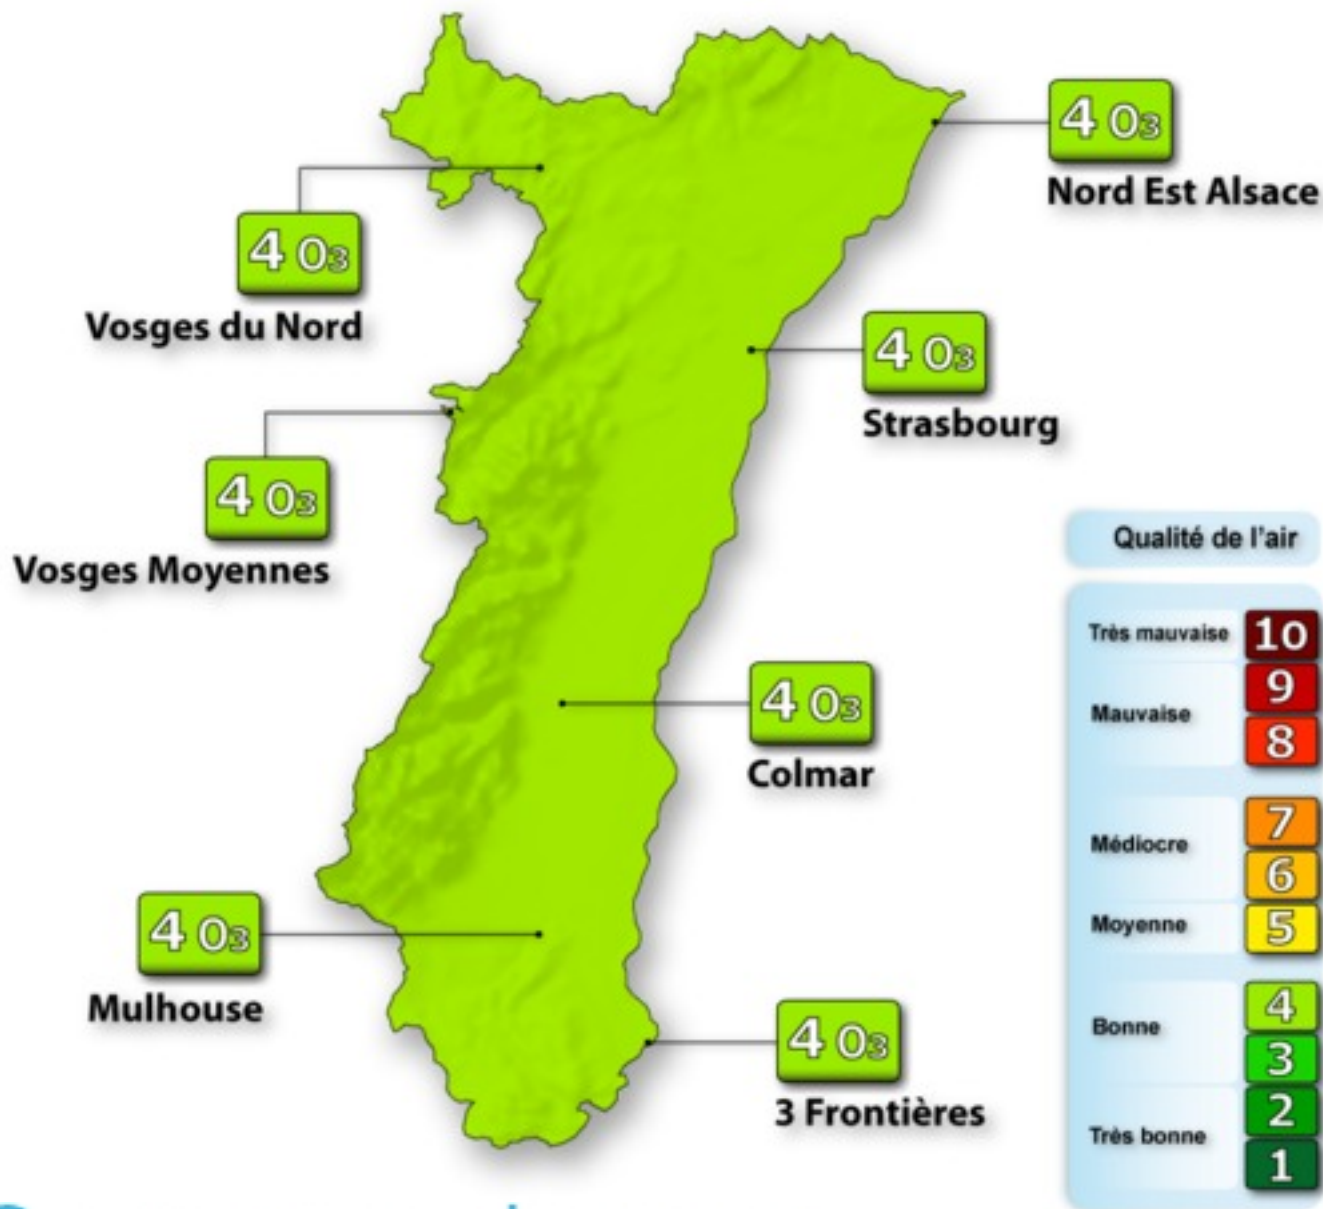 4 O3
Nord Est Alsace
4 O3
Vosges du Nord
4 O3
Strasbourg
4 O3
Vosges Moyennes
4 O3
Colmar
4 O3
Mulhouse
4 O3
3 Frontières
Qualité de l'air
Très mauvaise 10
Mauvaise 9
8
Médiocre 7
6
Moyenne 5
Bonne 4
3
Très bonne 2
1